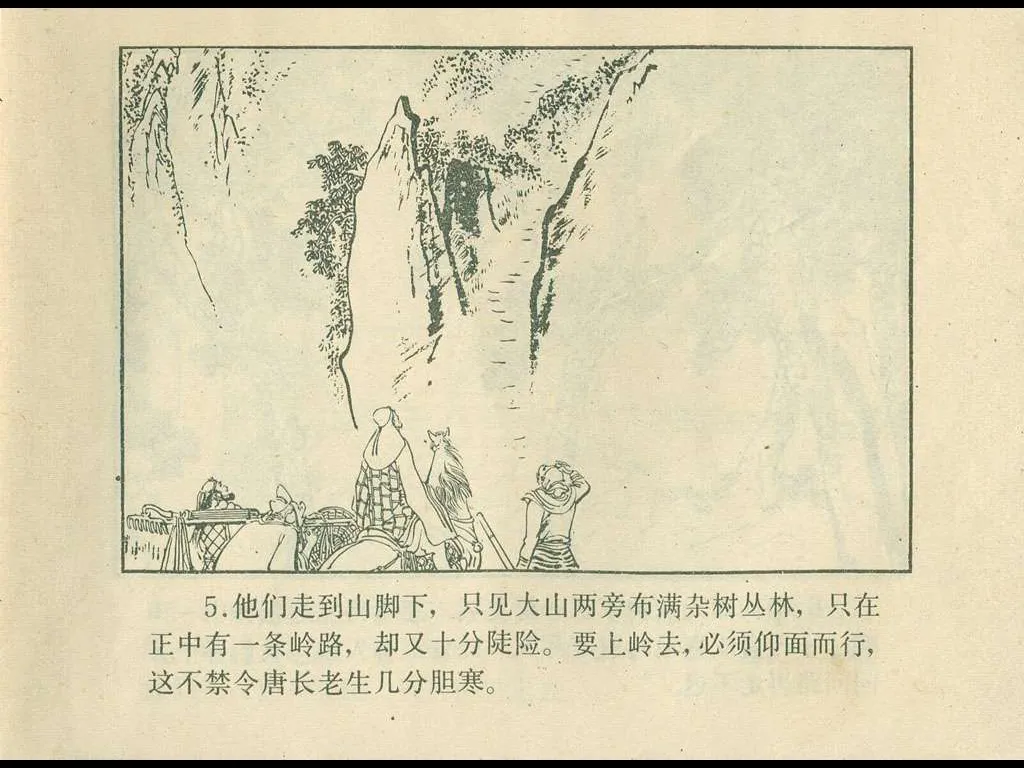 5.他们走到山脚下，只见大山两旁布满杂树丛林，只在
正中有一条岭路，却又十分陡险。要上岭去，必须仰面而行，
这不禁令唐长老生几分胆寒。